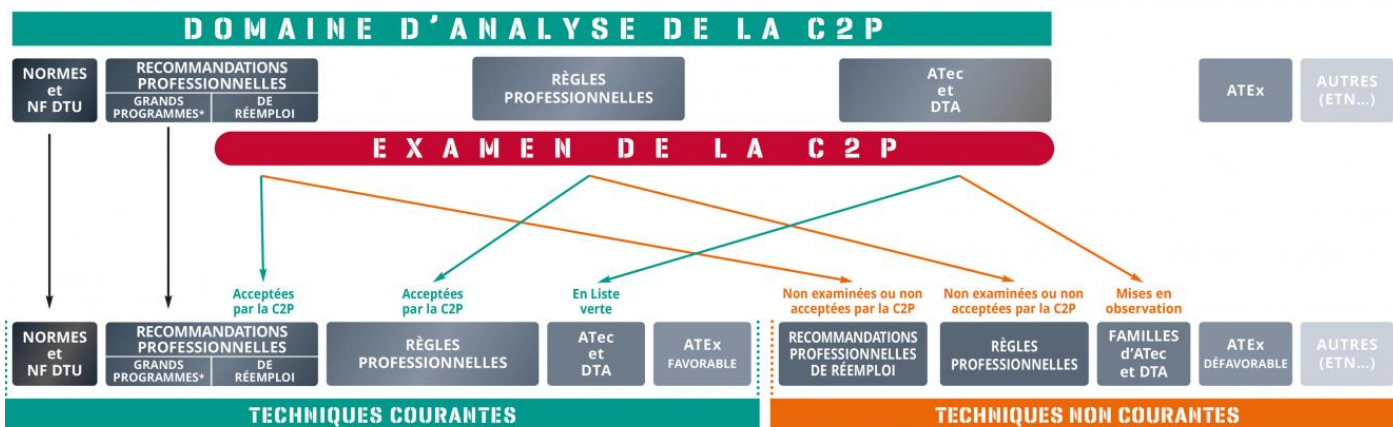 DOMAINE D'ANALYSE DE LA C2P
NORMES
et
NF DTU
RECOMMANDATIONS
PROFESSIONNELLES
GRANDS
PROGRAMMES*
DE
RÉEMPLOI
RÈGLES
PROFESSIONNELLES
ATec
et
DTA
ATEx
AUTRES
(ETN...)
EXAMEN DE LA C2P
Acceptées
par la C2P
Acceptées
par la C2P
En Liste
verte
Non examinées ou non
acceptées par la C2P
Non examinées ou non
acceptées par la C2P
Mises en
observation
NORMES
et
NF DTU
RECOMMANDATIONS
PROFESSIONNELLES
GRANDS
PROGRAMMES*
DE
RÉEMPLOI
RÈGLES
PROFESSIONNELLES
ATec
et
DTA
ATEx
FAVORABLE
RECOMMANDATIONS
PROFESSIONNELLES
DE RÉEMPLOI
RÈGLES
PROFESSIONNELLES
FAMILLES
d'ATec
et DTA
ATEx
DÉFAVORABLE
AUTRES
(ETN...)
TECHNIQUES COURANTES
TECHNIQUES NON COURANTES